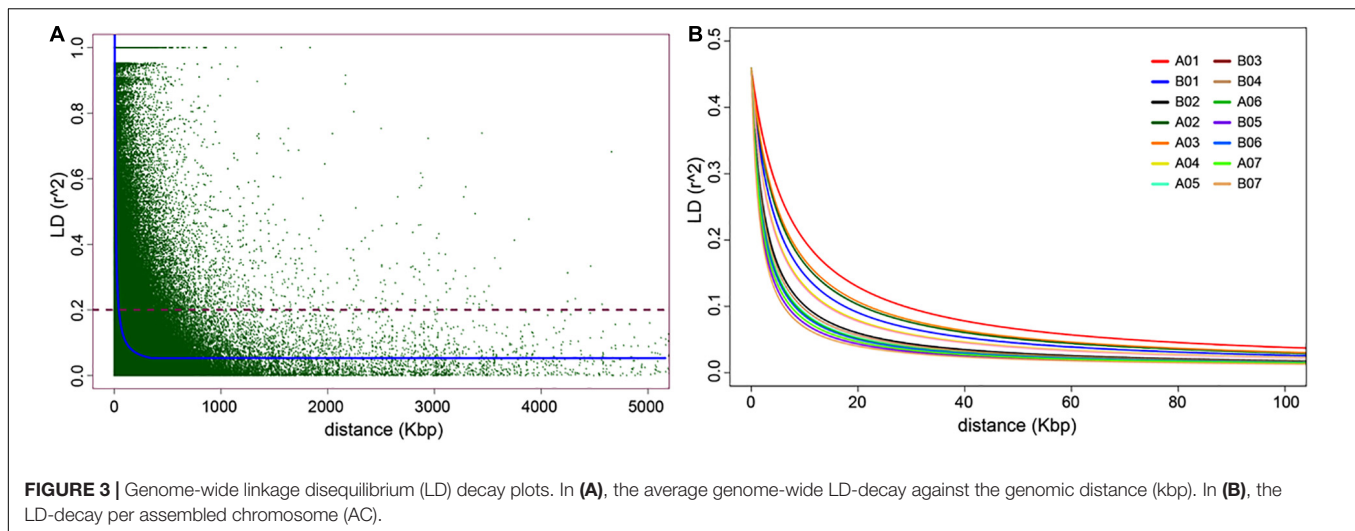 A
LD (r^2)
1.0
0.8
0.6
0.4
0.2
0.0
0 1000 2000 3000 4000 5000
distance (Kbp)
B
LD (r^2)
0.5
0.4
0.3
0.2
0.1
0.0
A01 B03
B01 B04
B02 A06
A02 B05
A03 B06
A04 A07
A05 B07
0 20 40 60 80 100
distance (Kbp)
FIGURE 3 | Genome-wide linkage disequilibrium (LD) decay plots. In (A), the average genome-wide LD-decay against the genomic distance (kbp). In (B), the
LD-decay per assembled chromosome (AC).